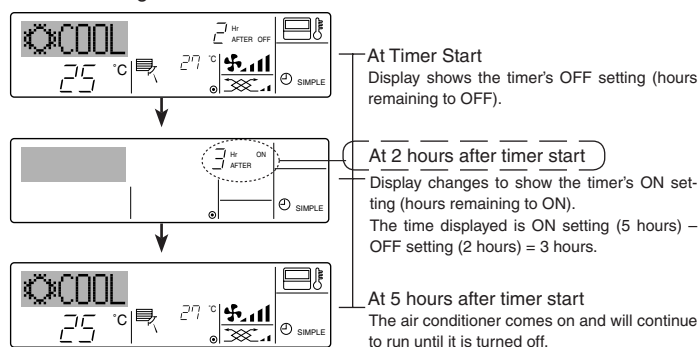 COOL
2 Hr
AFTER OFF
25 °C
27 °C
SIMPLE
At Timer Start
Display shows the timer's OFF setting (hours
remaining to OFF).
3 Hr ON
AFTER
SIMPLE
At 2 hours after timer start
Display changes to show the timer's ON set-
ting (hours remaining to ON).
The time displayed is ON setting (5 hours) –
OFF setting (2 hours) = 3 hours.
COOL
25 °C
27 °C
SIMPLE
At 5 hours after timer start
The air conditioner comes on and will continue
to run until it is turned off.